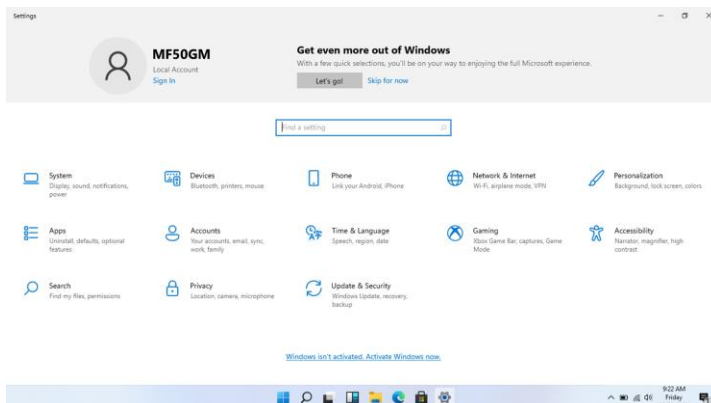 Settings
MF50GM
Local Account
Sign In
Get even more out of Windows
With a few quick selections, you'll be on your way to enjoying the full Microsoft experience.
Let's go!
Skip for now
Find a setting
System
Display, sound, notifications,
power
Devices
Bluetooth, printers, mouse
Phone
Link your Android, iPhone
Network & Internet
Wi-Fi, airplane mode, VPN
Personalization
Background, lock screen, colors
Apps
Uninstall, defaults, optional
features
Accounts
Your accounts, email, sync,
work, family
Time & Language
Speech, region, date
Gaming
Xbox Game Bar, captures, Game
Mode
Accessibility
Narrator, magnifier, high
contrast
Search
Find my files, permissions
Privacy
Location, camera, microphone
Update & Security
Windows Update, recovery,
backup
Windows isn't activated. Activate Windows now.
9:22 AM
Friday